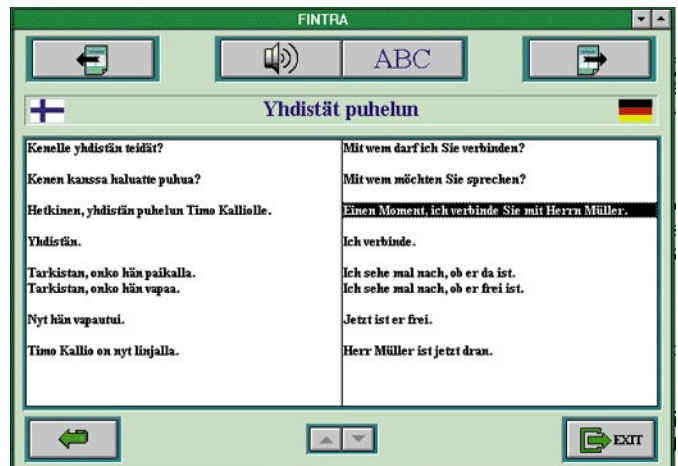 FINTRA
ABC
Yhdistät puhelun
Kenelle yhdistän teidät?
Mit wem darf ich Sie verbinden?
Kenen kanssa haluatte puhua?
Mit wem möchten Sie sprechen?
Hetkinen, yhdistän puhelun Timo Kalliolle.
Einen Moment, ich verbinde Sie mit Herrn Müller.
Yhdistän.
Ich verbinde.
Tarkistan, onko hän paikalla.
Ich sehe mal nach, ob er da ist.
Tarkistan, onko hän vapaa.
Ich sehe mal nach, ob er frei ist.
Nyt hän vapautui.
Jetzt ist er frei.
Timo Kallio on nyt linjalla.
Herr Müller ist jetzt dran.
EXIT